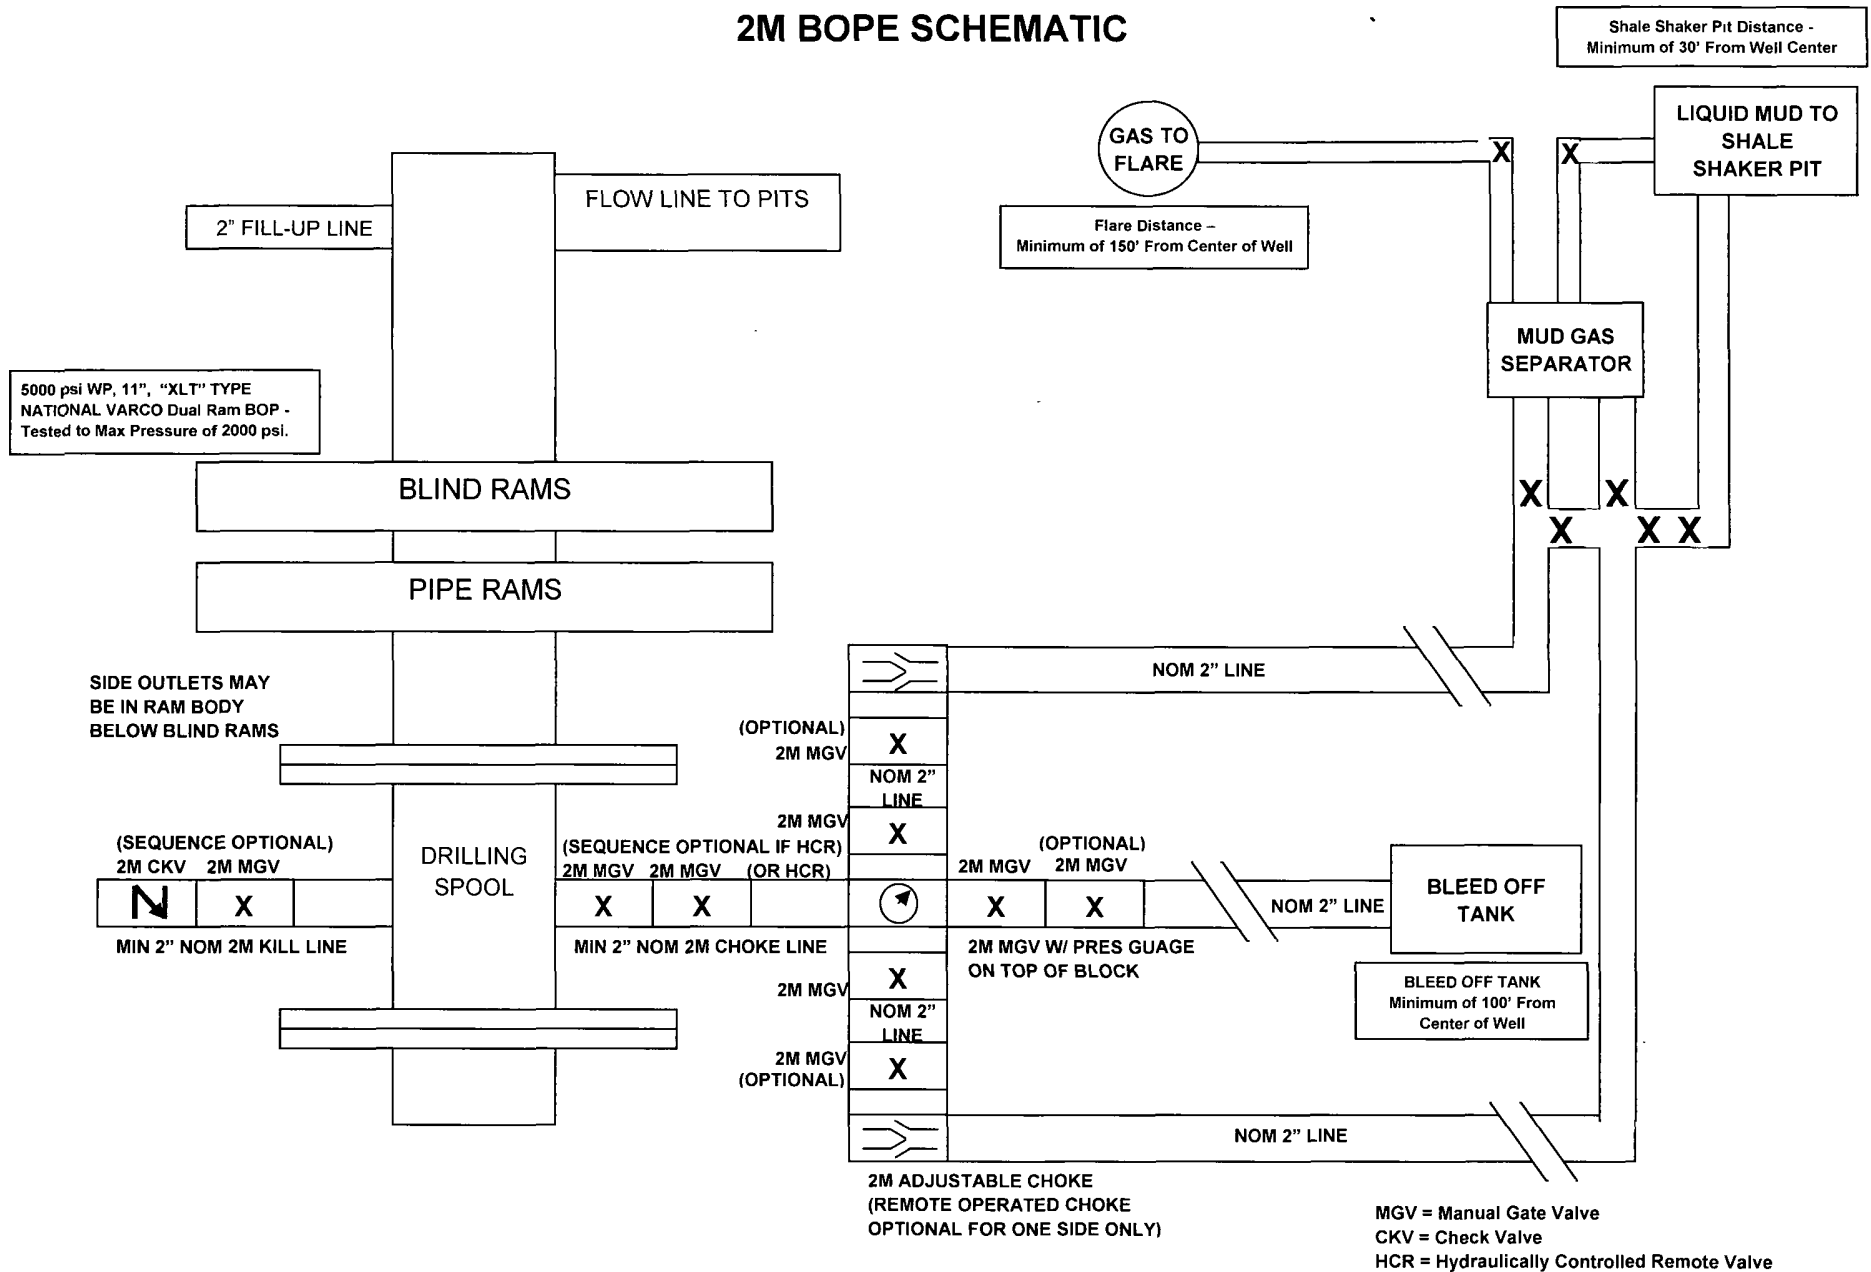 2M BOPE SCHEMATIC
Shale Shaker Pit Distance -
Minimum of 30' From Well Center
LIQUID MUD TO
SHALE
SHAKER PIT
GAS TO
FLARE
X
X
Flare Distance –
Minimum of 150' From Center of Well
FLOW LINE TO PITS
2" FILL-UP LINE
MUD GAS
SEPARATOR
5000 psi WP, 11", "XLT" TYPE
NATIONAL VARCO Dual Ram BOP -
Tested to Max Pressure of 2000 psi.
BLIND RAMS
X
X
X
X X
PIPE RAMS
NOM 2" LINE
SIDE OUTLETS MAY
BE IN RAM BODY
BELOW BLIND RAMS
(OPTIONAL)
2M MGV
X
NOM 2"
LINE
2M MGV
X
(SEQUENCE OPTIONAL)
2M CKV 2M MGV
X
MIN 2" NOM 2M KILL LINE
DRILLING
SPOOL
(SEQUENCE OPTIONAL IF HCR)
2M MGV 2M MGV (OR HCR)
X X
MIN 2" NOM 2M CHOKE LINE
(OPTIONAL)
2M MGV 2M MGV
X X
NOM 2" LINE
2M MGV W/ PRES GUAGE
ON TOP OF BLOCK
BLEED OFF
TANK
BLEED OFF TANK
Minimum of 100' From
Center of Well
2M MGV
X
NOM 2"
LINE
2M MGV
(OPTIONAL)
X
NOM 2" LINE
2M ADJUSTABLE CHOKE
(REMOTE OPERATED CHOKE
OPTIONAL FOR ONE SIDE ONLY)
MGV = Manual Gate Valve
CKV = Check Valve
HCR = Hydraulically Controlled Remote Valve